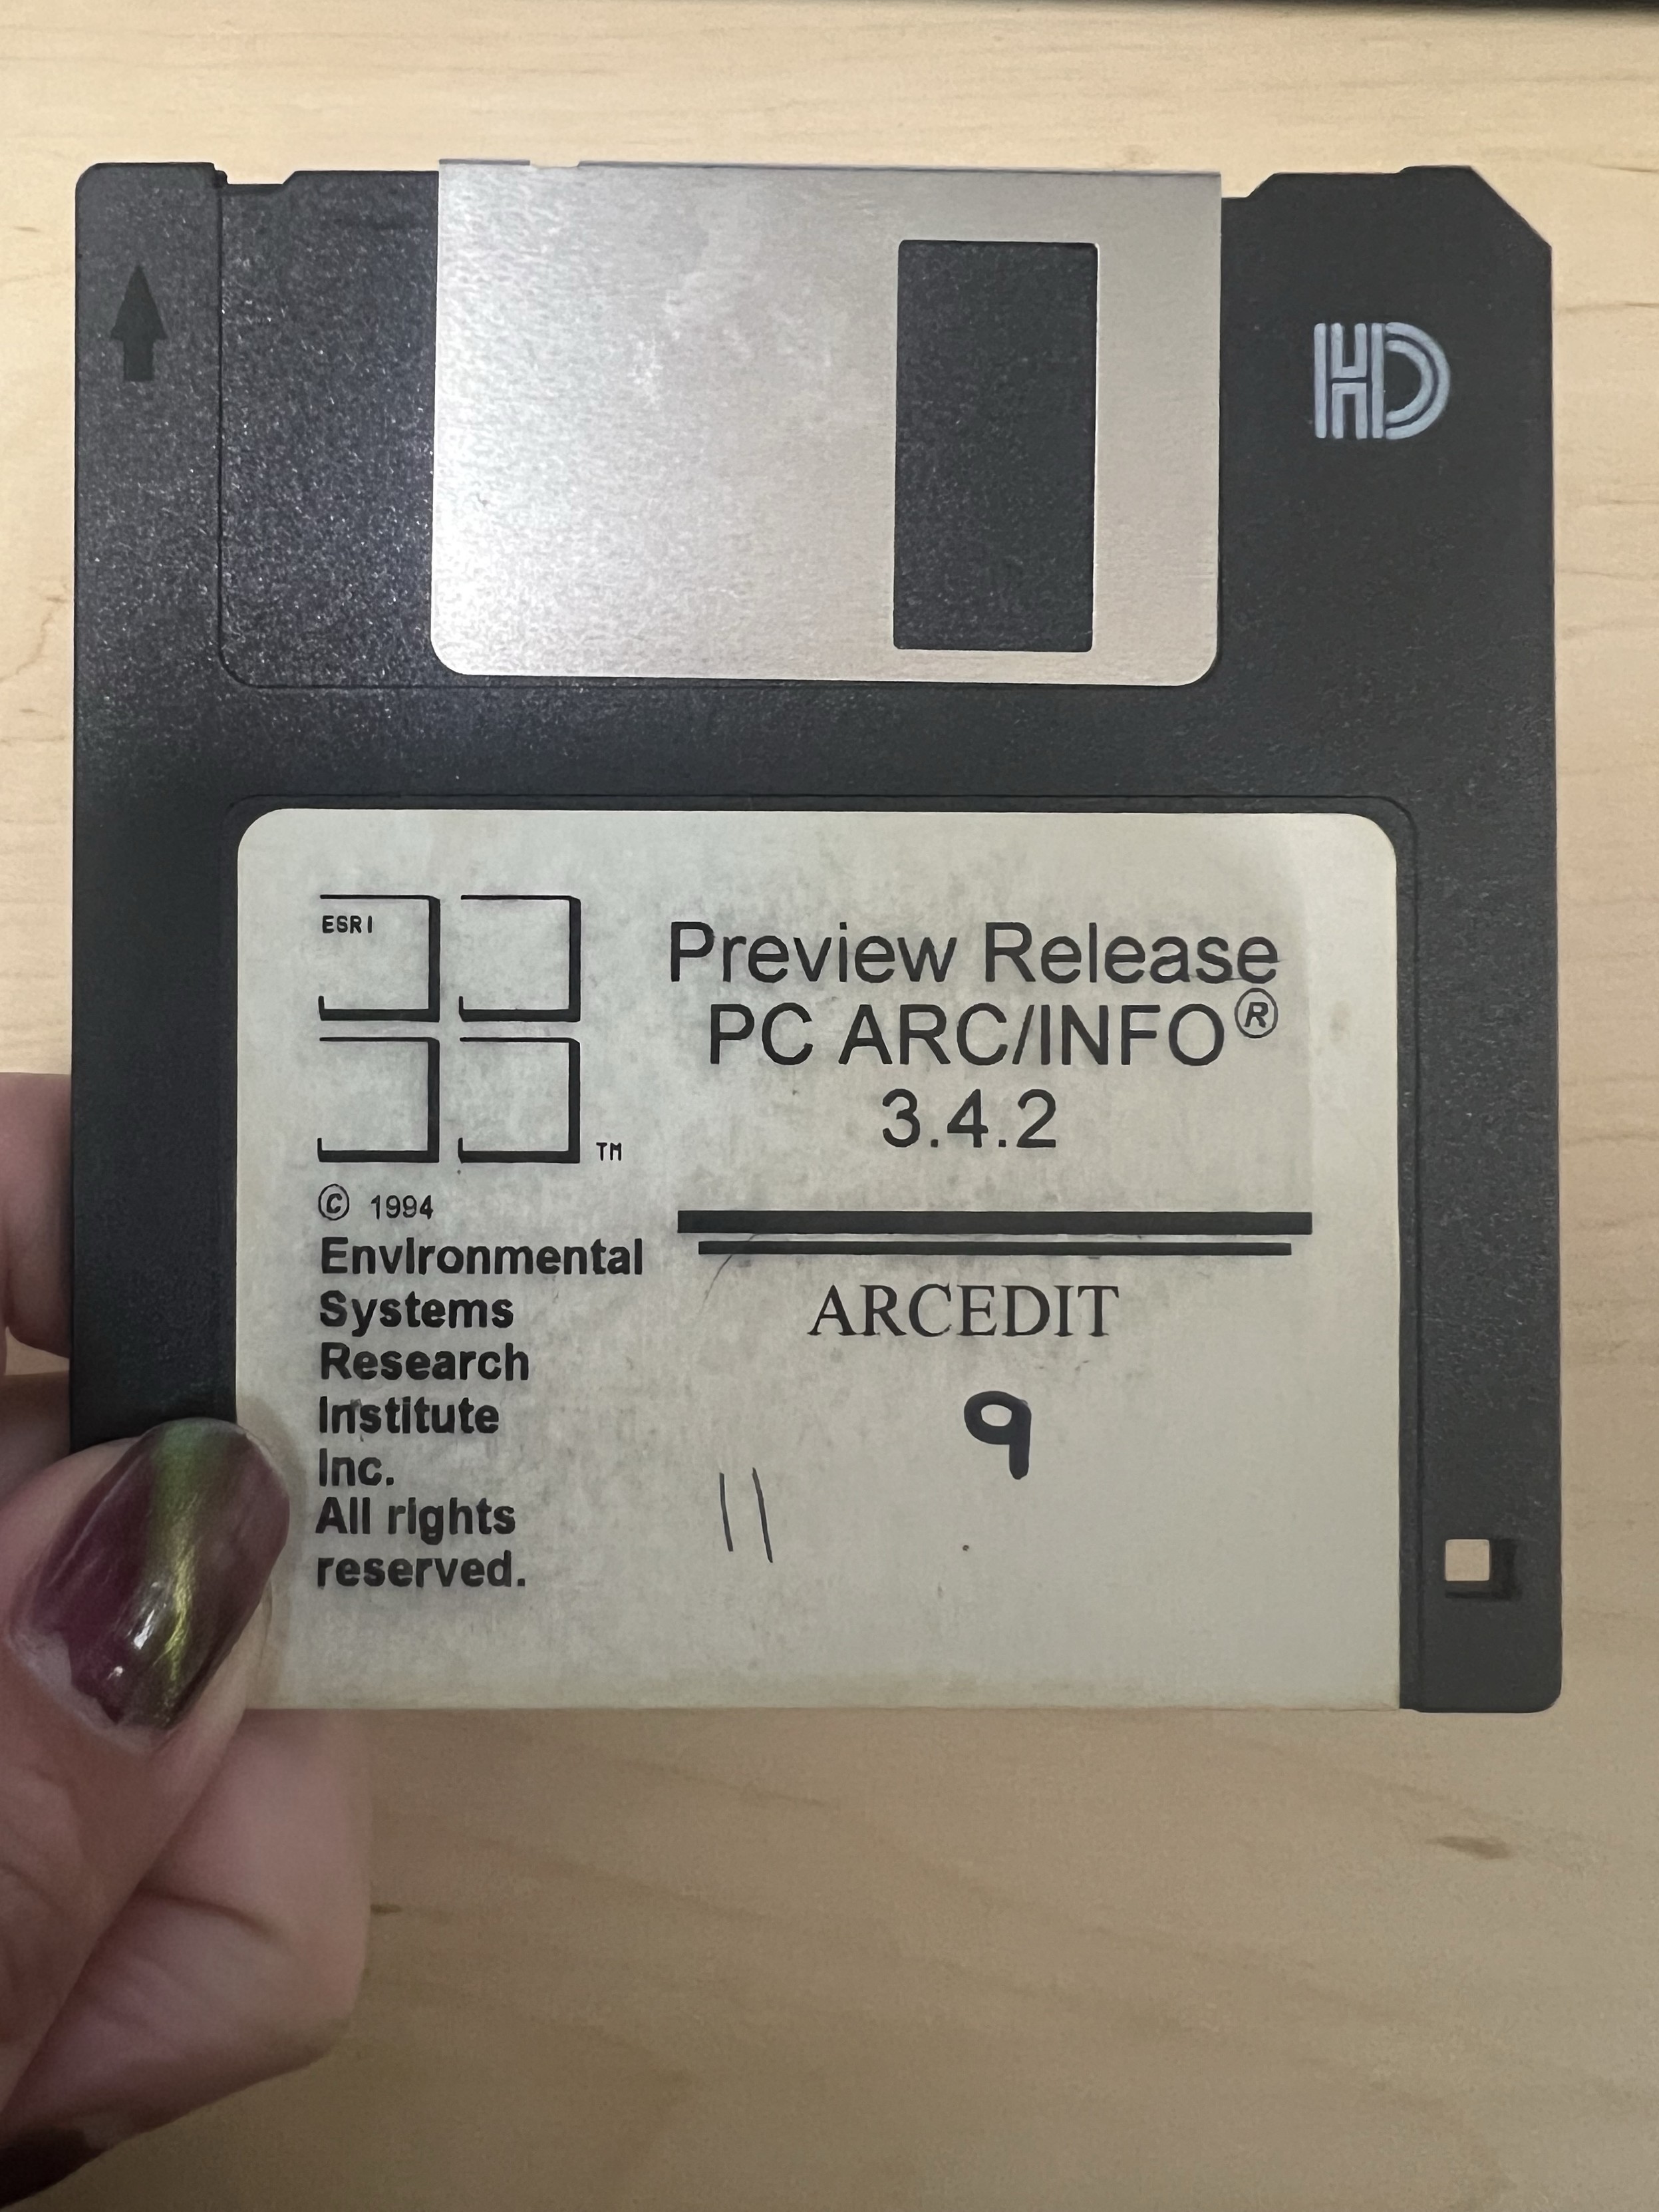 HD
ESRI
TM
© 1994
Environmental
Systems
Research
Institute
Inc.
All rights
reserved.
Preview Release
PC ARC/INFO®
3.4.2
ARCEDIT
9
11